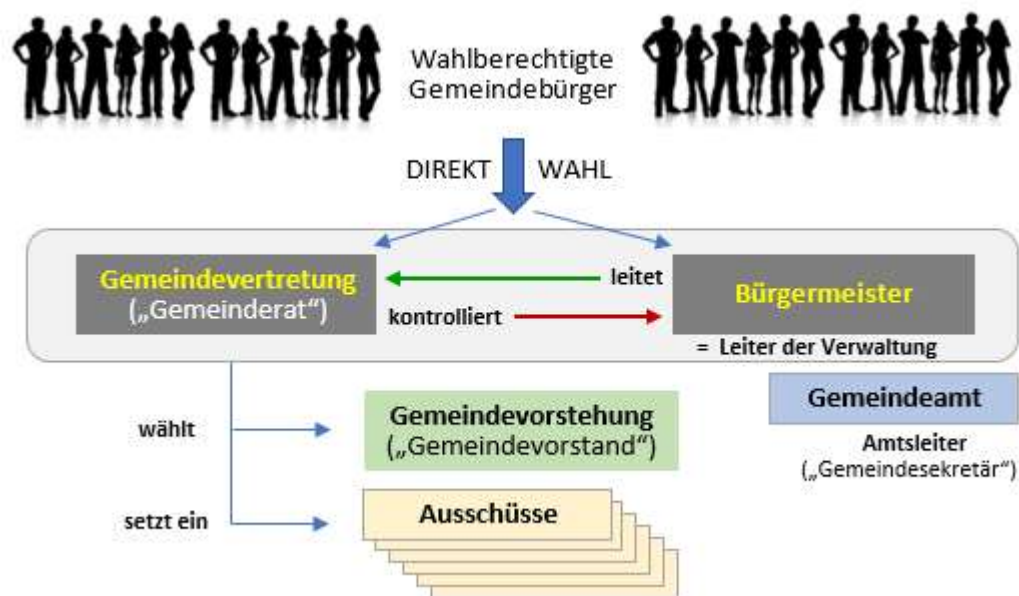 Wahlberechtigte
Gemeindebürger
DIREKT WAHL
Gemeindevertretung
(„Gemeinderat“)
leitet
kontrolliert
Bürgermeister
= Leiter der Verwaltung
Gemeindeamt
Amtsleiter
(„Gemeindesekretär“)
wählt
Gemeindevorstehung
(„Gemeindevorstand“)
setzt ein
Ausschüsse